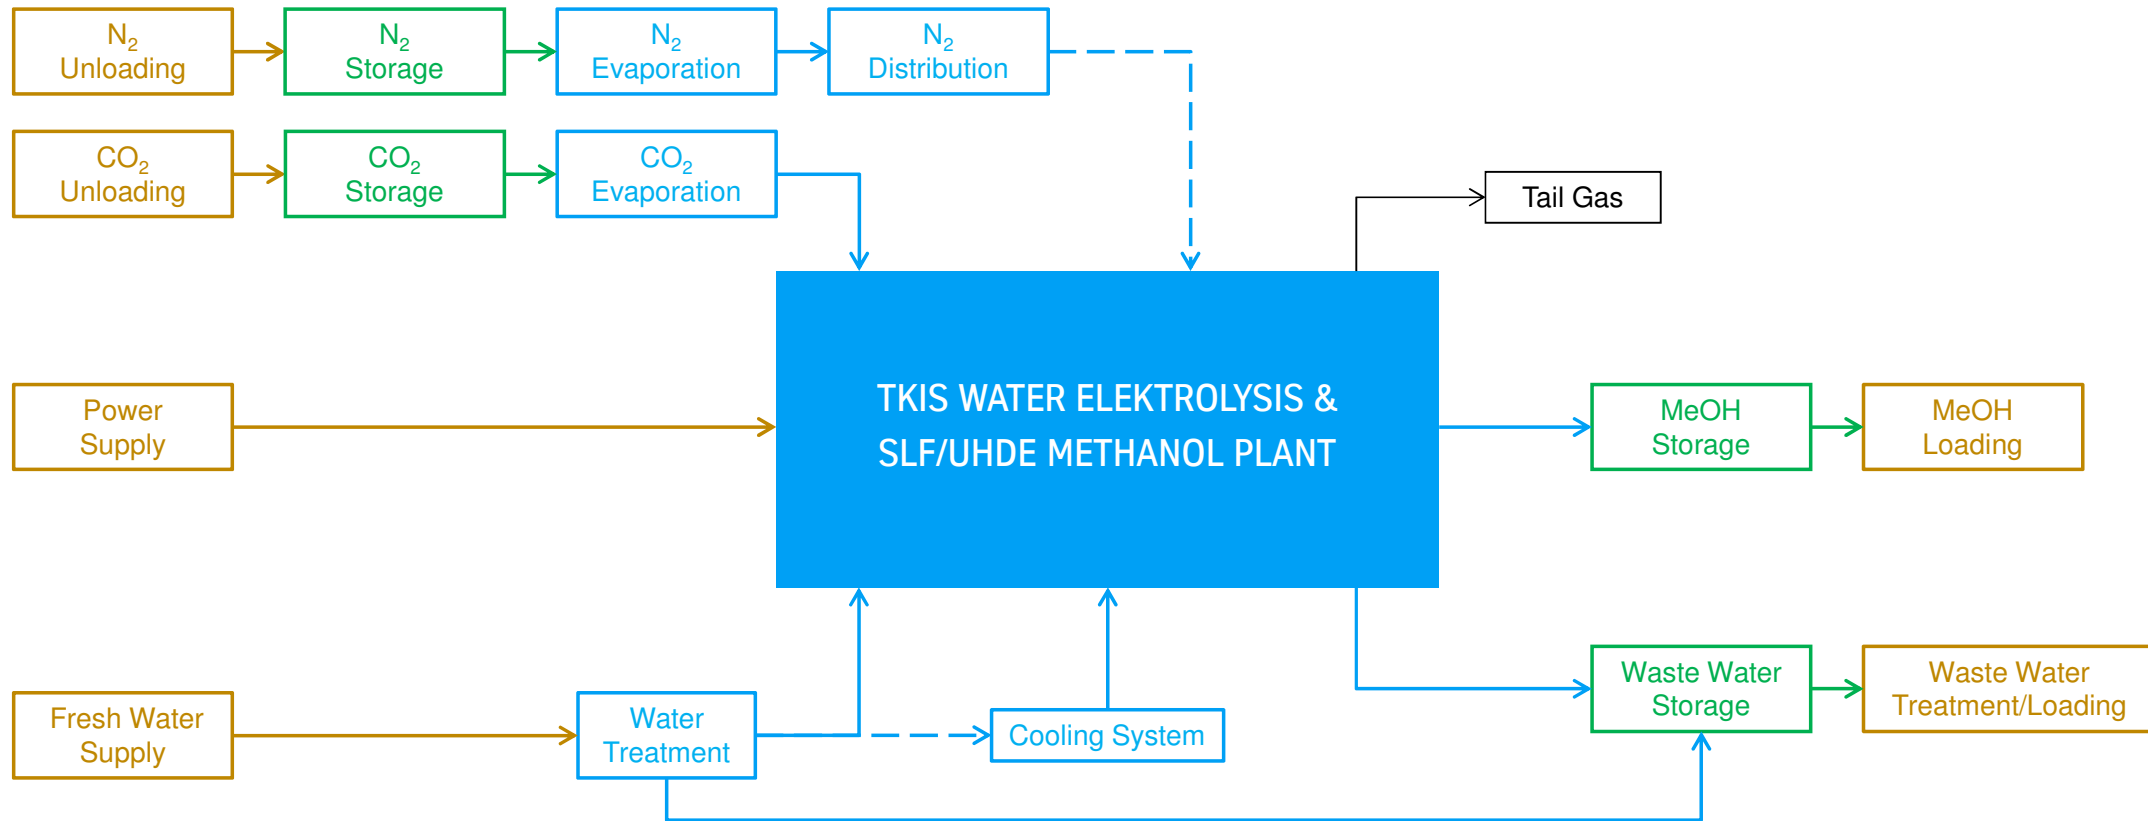 N₂
Unloading
N₂
Storage
N₂
Evaporation
N₂
Distribution
CO₂
Unloading
CO₂
Storage
CO₂
Evaporation
Tail Gas
TKIS WATER ELEKTROLYSIS &
SLF/UHDE METHANOL PLANT
Power
Supply
MeOH
Storage
MeOH
Loading
Fresh Water
Supply
Water
Treatment
Cooling System
Waste Water
Storage
Waste Water
Treatment/Loading